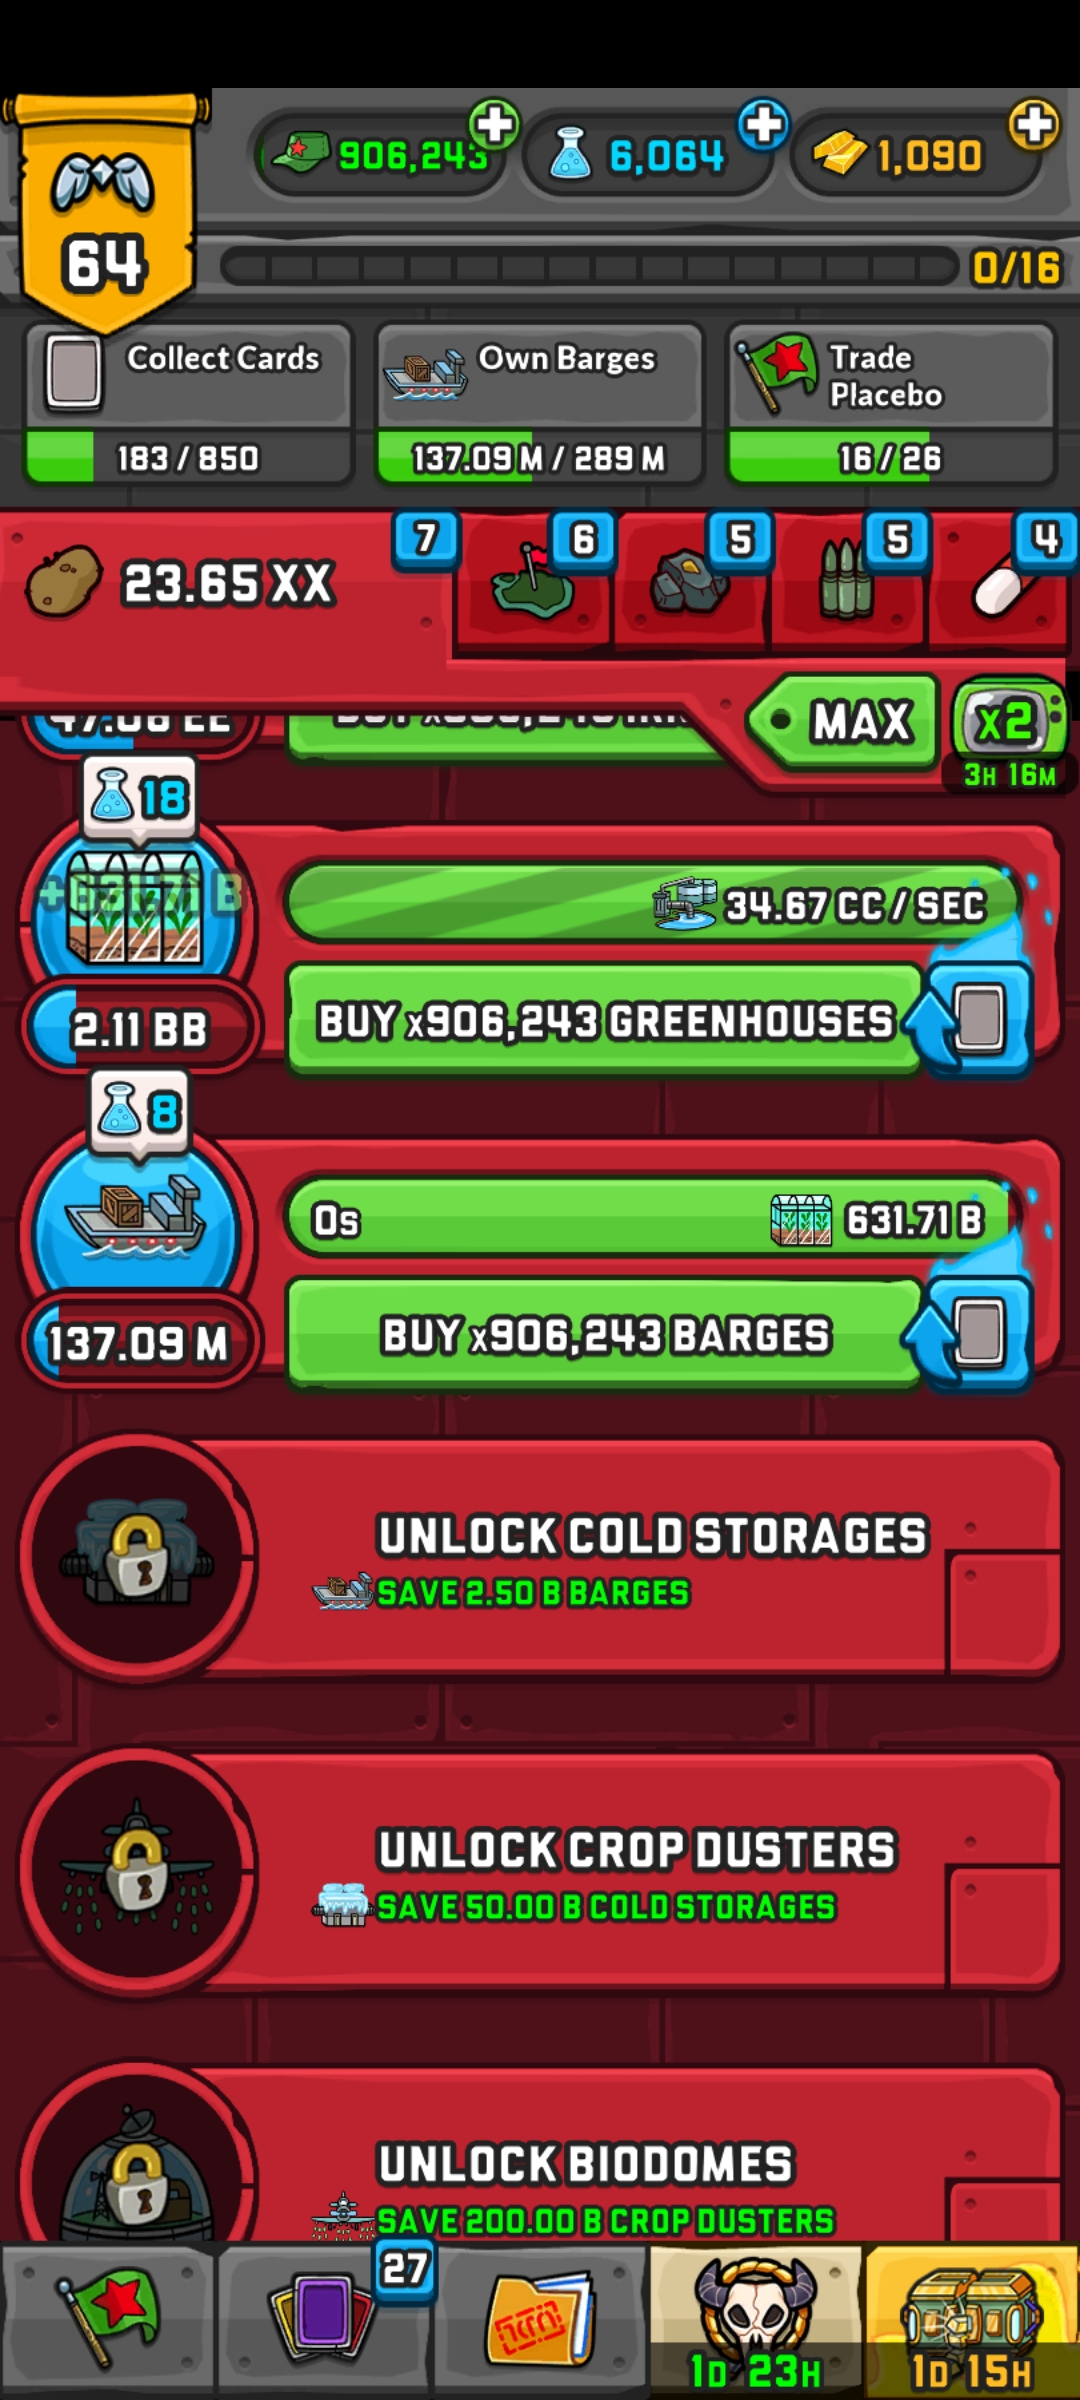 906,243
6,064
1,090
64
0/16
Collect Cards
183 / 850
Own Barges
137.09 M / 289 M
Trade
Placebo
16 / 26
23.65 XX
7
6
5
5
4
MAX
x2
3H 16M
18
34.67 CC / SEC
2.11 BB
BUY x906,243 GREENHOUSES
8
0s
631.71 B
137.09 M
BUY x906,243 BARGES
UNLOCK COLD STORAGES
SAVE 2.50 B BARGES
UNLOCK CROP DUSTERS
SAVE 50.00 B COLD STORAGES
UNLOCK BIODOMES
SAVE 200.00 B CROP DUSTERS
27
1D 23H
1D 15H